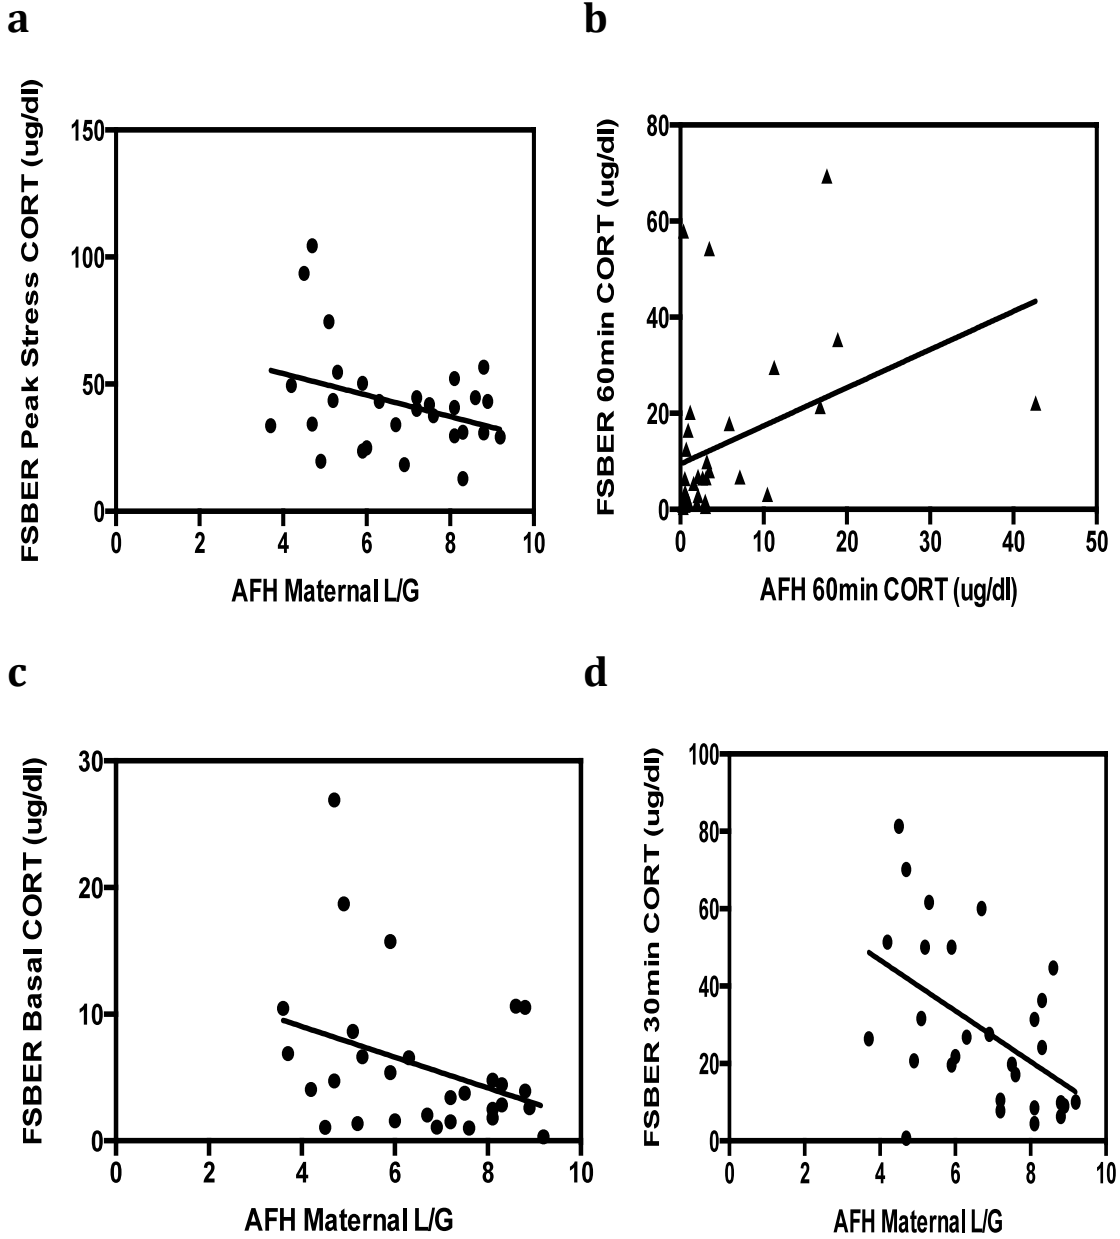 a
FSBER Peak Stress CORT (ug/dl)
150
100
50
0
0 2 4 6 8 10
AFH Maternal L/G
b
FSBER 60min CORT (ug/dl)
80
60
40
20
0
0 10 20 30 40 50
AFH 60min CORT (ug/dl)
c
FSBER Basal CORT (ug/dl)
30
20
10
0
0 2 4 6 8 10
AFH Maternal L/G
d
FSBER 30min CORT (ug/dl)
100
80
60
40
20
0
0 2 4 6 8 10
AFH Maternal L/G